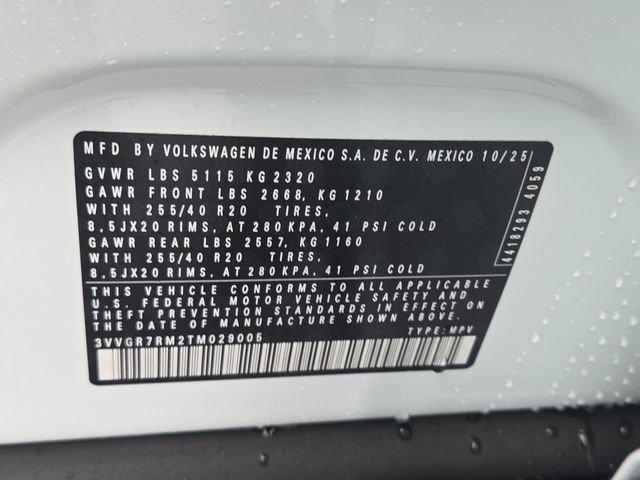 MFD BY VOLKSWAGEN DE MEXICO S.A. DE C.V. MEXICO 10/25
GVWR LBS 5115 KG 2320
GAWR FRONT LBS 2668, KG 1210
WITH 255/40 R20 TIRES,
8,5JX20 RIMS, AT 280 KPA, 41 PSI COLD
GAWR REAR LBS 2557, KG 1160
WITH 255/40 R20 TIRES,
8,5JX20 RIMS, AT 280 KPA, 41 PSI COLD
THIS VEHICLE CONFORMS TO ALL APPLICABLE
U.S. FEDERAL MOTOR VEHICLE SAFETY AND
THEFT PREVENTION STANDARDS IN EFFECT ON
THE DATE OF MANUFACTURE SHOWN ABOVE.
3VVGR7RM2TM029005 TYPE: MPV
4418293 4059